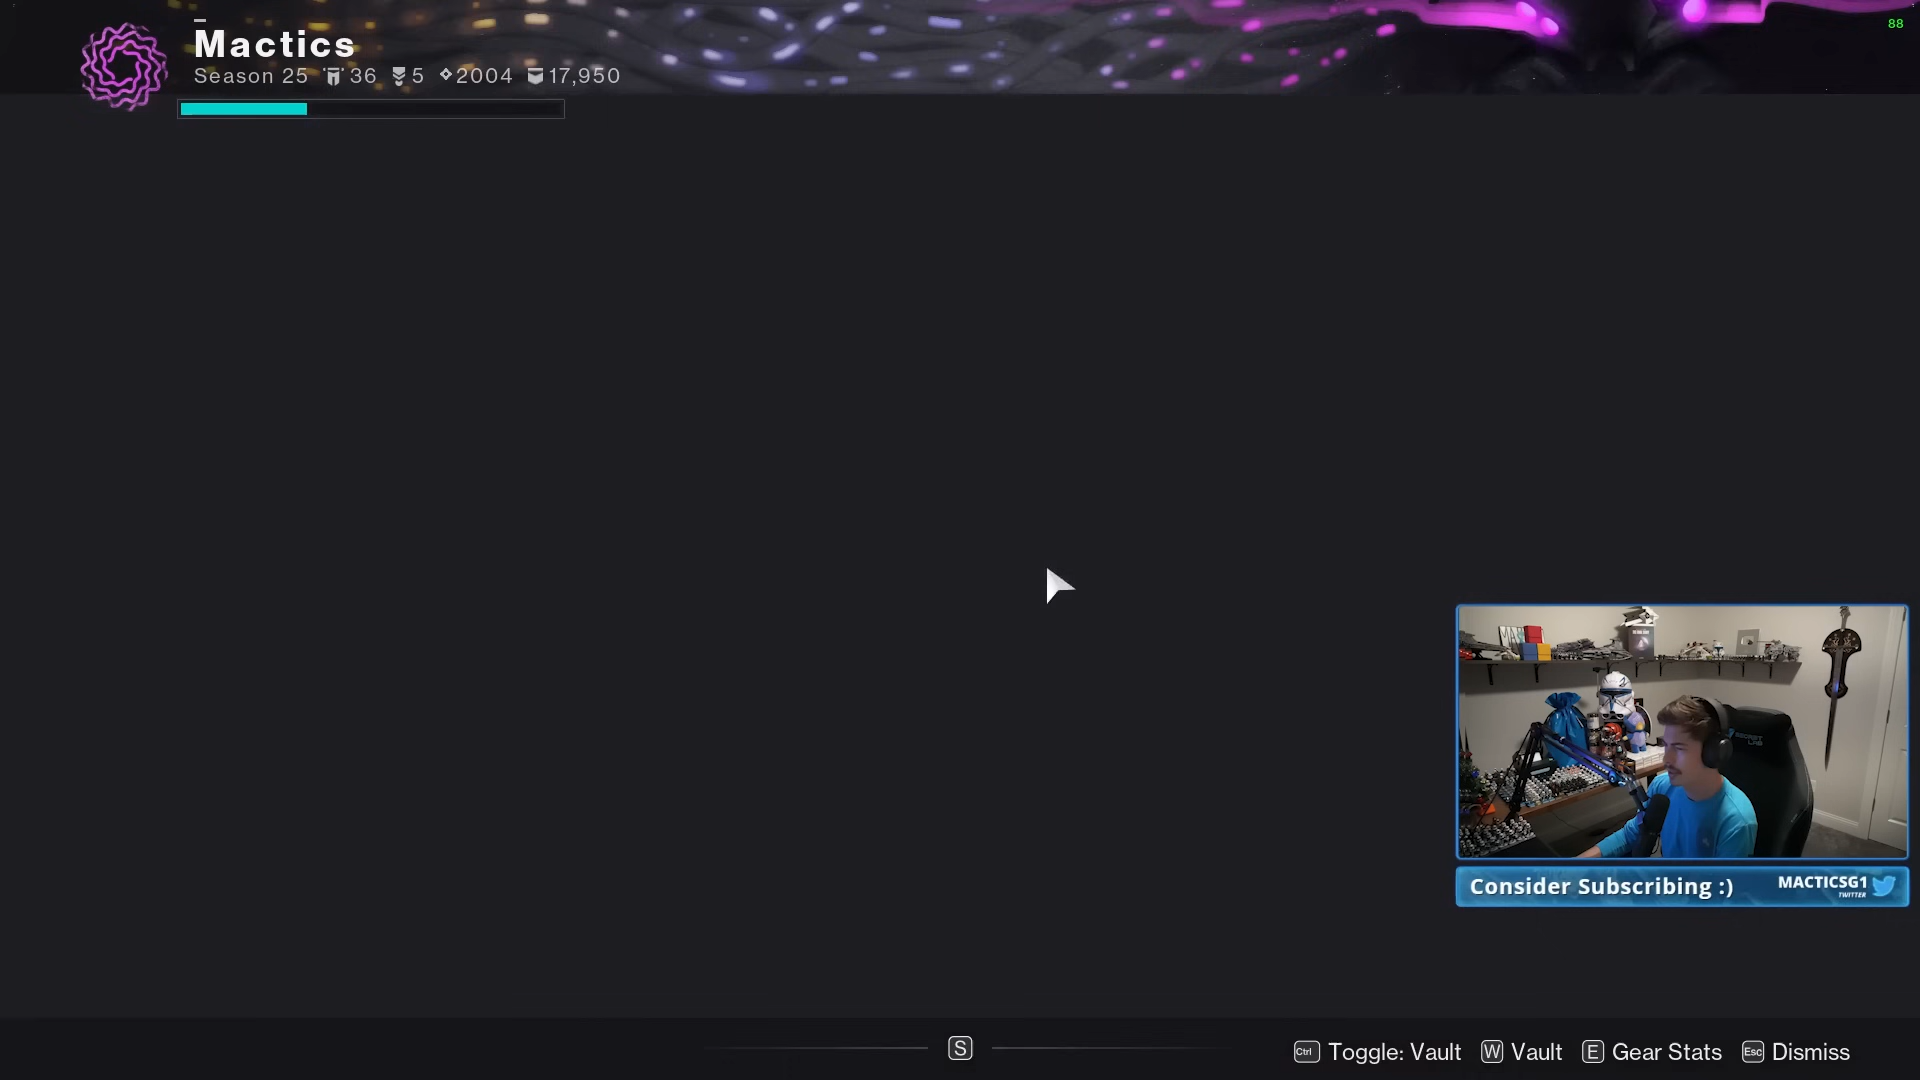 88
Mactics
Season 25 36 5 2004 17,950
Consider Subscribing :) MACTICSG1
TWITTER
S
Ctrl Toggle: Vault W Vault E Gear Stats Esc Dismiss